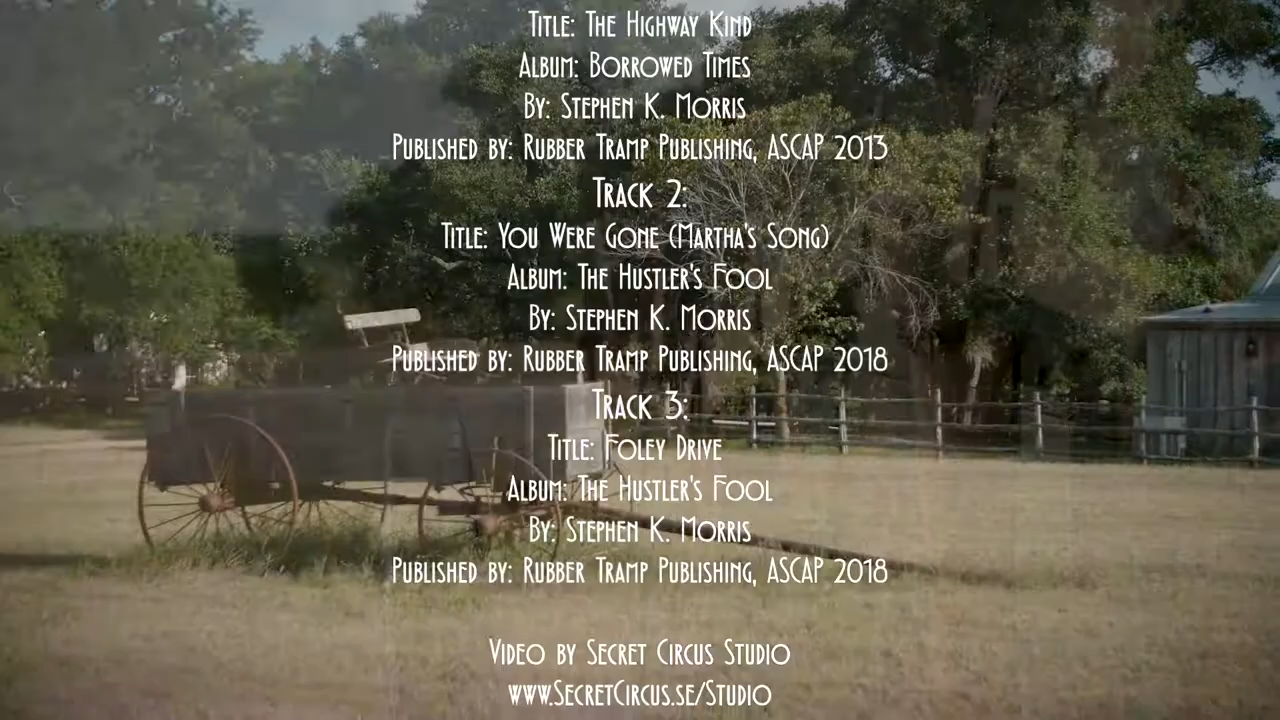 Title: The Highway Kind
Album: Borrowed Times
By: Stephen K. Morris
Published by: Rubber Tramp Publishing, ASCAP 2013
Track 2:
Title: You Were Gone (Martha's Song)
Album: The Hustler's Fool
By: Stephen K. Morris
Published by: Rubber Tramp Publishing, ASCAP 2018
Track 3:
Title: Foley Drive
Album: The Hustler's Fool
By: Stephen K. Morris
Published by: Rubber Tramp Publishing, ASCAP 2018
Video by Secret Circus Studio
www.SecretCircus.se/Studio